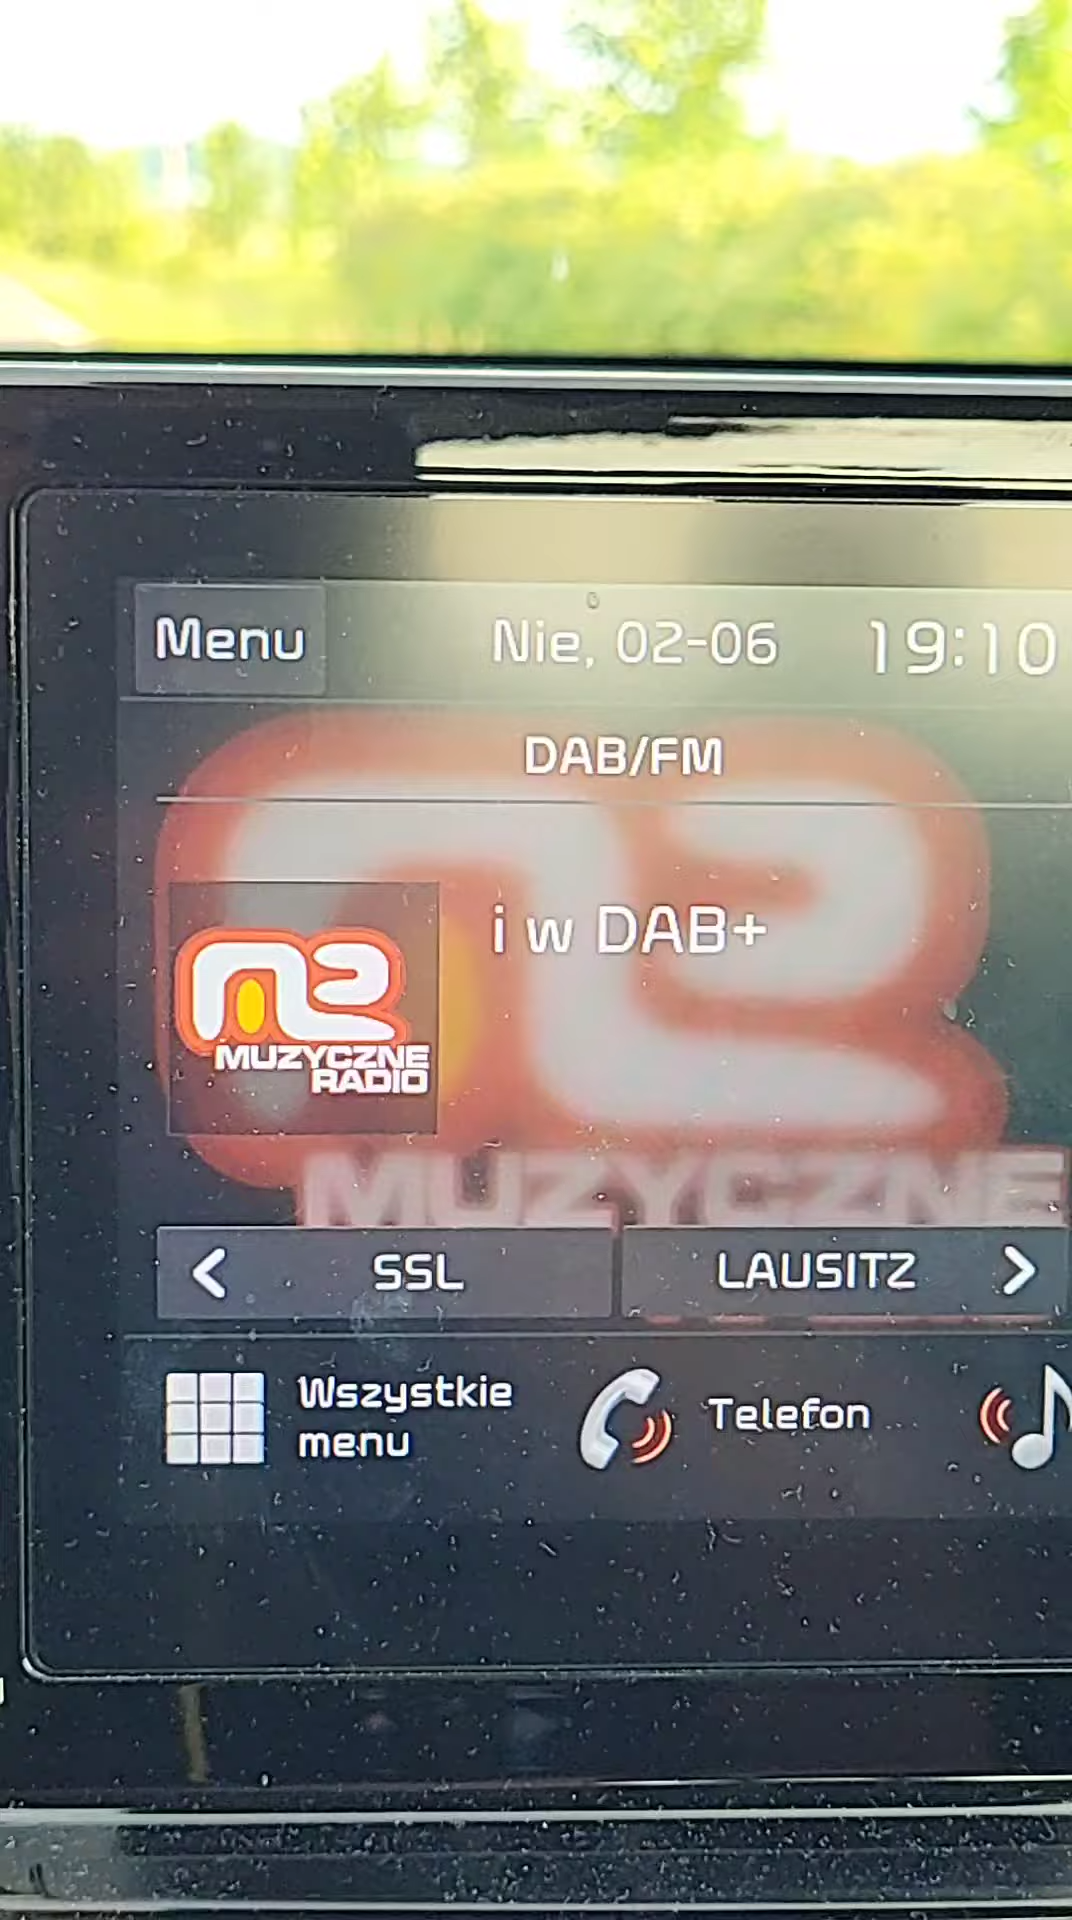 Menu Nie, 02-06 19:10
DAB/FM
i w DAB+
MUZYCZNE
RADIO
MUZYCZNE
< SSL LAUSITZ >
Wszystkie
menu
Telefon